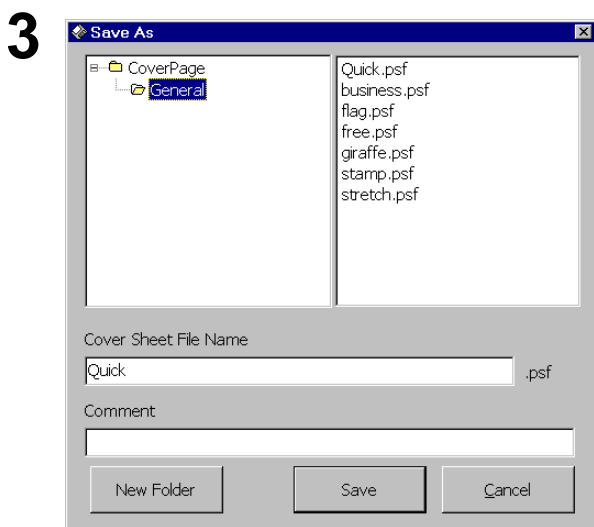 3
Save As
CoverPage
General
Quick.psf
business.psf
flag.psf
free.psf
giraffe.psf
stamp.psf
stretch.psf
Cover Sheet File Name
Quick .psf
Comment
New Folder Save Cancel